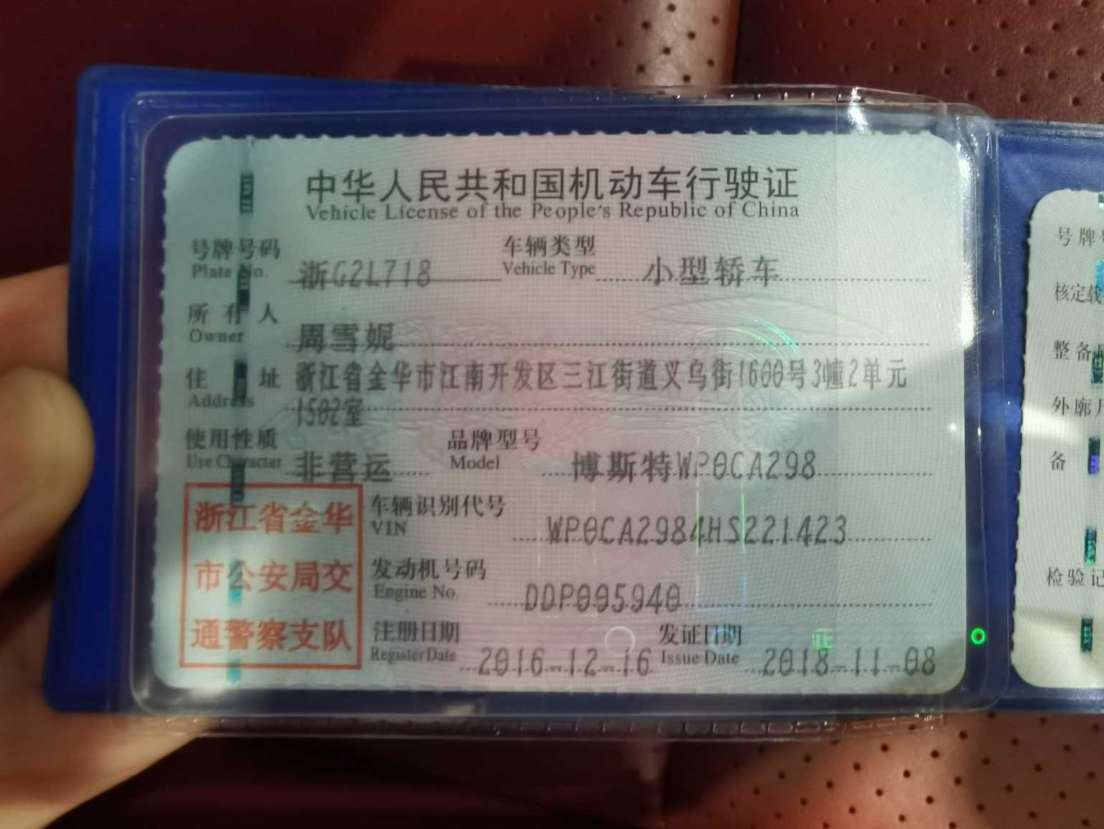 中华人民共和国机动车行驶证
Vehicle License of the People's Republic of China
号牌号码 浙G2L718 车辆类型 小型轿车
Plate No. Vehicle Type
所有人 周雪妮
Owner
住址 浙江省金华市江南开发区三江街道义乌街1600号3幢2单元
Address 1502室
使用性质 非营运 品牌型号 博斯特WP0CA298
Use Character Model
浙江省金华
市公安局交
通警察支队
车辆识别代号 WP0CA2984HS221423
VIN
发动机号码 DDP005940
Engine No.
注册日期 2016-12-16 发证日期 2018-11-08
Register Date Issue Date
号牌
核定载
整备
外廓
备
检验记